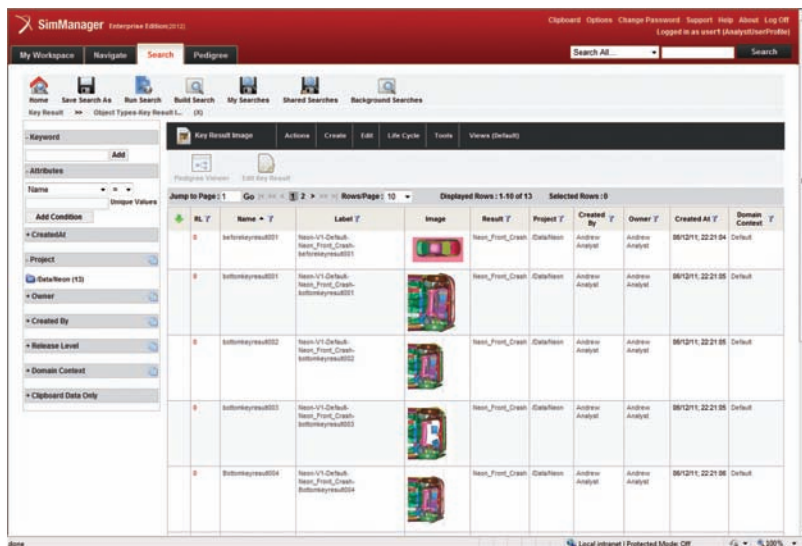 SimManager Enterprise Edition(2012)
Clipboard Options Change Password Support Help About Log Off
Logged in as user1 (AnalystUserProfile)
My Workspace Navigate Search Pedigree
Search All... Search
Home Save Search As Run Search Build Search My Searches Shared Searches Background Searches
Key Result Object Types-Key Result I... (X)
- Keyword
Add
- Attributes
Name =
Unique Values
Add Condition
+ CreatedAt
- Project
/Data/Neon (13)
+ Owner
+ Created By
+ Release Level
+ Domain Context
+ Clipboard Data Only
Key Result Image Actions Create Edit Life Cycle Tools Views (Default)
Pedigree Viewer Edit Key Result
Jump to Page: 1 Go 1 2 Rows/Page: 10 Displayed Rows : 1-10 of 13 Selected Rows : 0
RL Name Label Image Result Project Created By Owner Created At Domain Context
0 beforekeyresult001 Neon-V1-Default-Neon_Front_Crash-beforekeyresult001 Neon_Front_Crash /Data/Neon Andrew Analyst Andrew Analyst 06/12/11; 22:21:04 Default
0 bottomkeyresult001 Neon-V1-Default-Neon_Front_Crash-bottomkeyresult001 Neon_Front_Crash /Data/Neon Andrew Analyst Andrew Analyst 06/12/11; 22:21:05 Default
0 bottomkeyresult002 Neon-V1-Default-Neon_Front_Crash-bottomkeyresult002 Neon_Front_Crash /Data/Neon Andrew Analyst Andrew Analyst 06/12/11; 22:21:05 Default
0 bottomkeyresult003 Neon-V1-Default-Neon_Front_Crash-bottomkeyresult003 Neon_Front_Crash /Data/Neon Andrew Analyst Andrew Analyst 06/12/11; 22:21:05 Default
0 Bottomkeyresult004 Neon-V1-Default-Neon_Front_Crash-Bottomkeyresult004 Neon_Front_Crash /Data/Neon Andrew Analyst Andrew Analyst 06/12/11; 22:21:06 Default
done Local intranet | Protected Mode: Off 100%